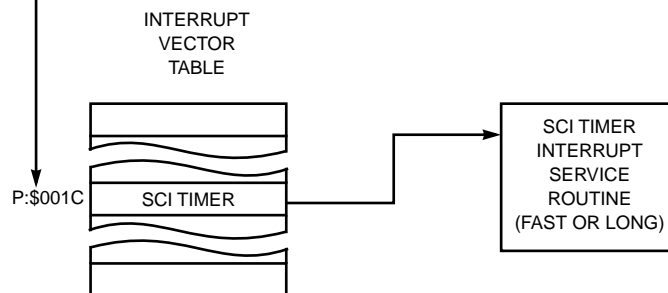 INTERRUPT
VECTOR
TABLE
P:$001C
SCI TIMER
SCI TIMER
INTERRUPT
SERVICE
ROUTINE
(FAST OR LONG)